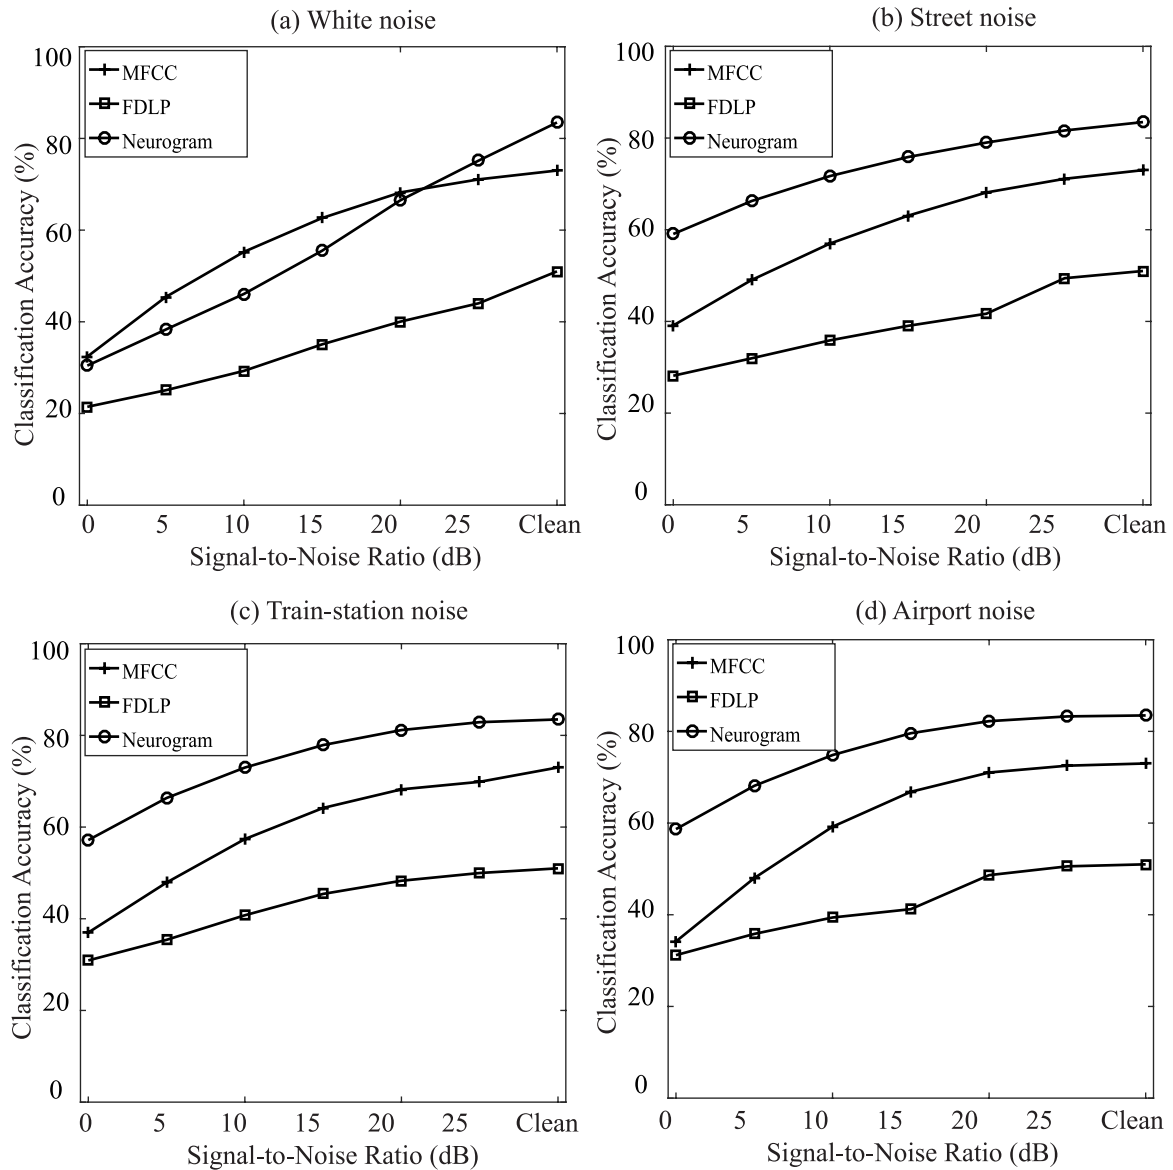 (a) White noise
100
80
60
40
20
0
Classification Accuracy (%)
MFCC
FDLP
Neurogram
0 5 10 15 20 25 Clean
Signal-to-Noise Ratio (dB)
(b) Street noise
100
80
60
40
20
0
Classification Accuracy (%)
MFCC
FDLP
Neurogram
0 5 10 15 20 25 Clean
Signal-to-Noise Ratio (dB)
(c) Train-station noise
100
80
60
40
20
0
Classification Accuracy (%)
MFCC
FDLP
Neurogram
0 5 10 15 20 25 Clean
Signal-to-Noise Ratio (dB)
(d) Airport noise
100
80
60
40
20
0
Classification Accuracy (%)
MFCC
FDLP
Neurogram
0 5 10 15 20 25 Clean
Signal-to-Noise Ratio (dB)